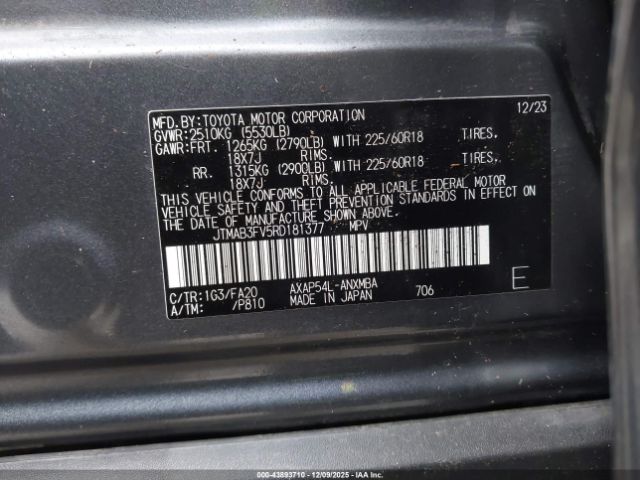 MFD.BY:TOYOTA MOTOR CORPORATION 12/23
GVWR:2510KG (5530LB)
GAWR:FRT. 1265KG (2790LB) WITH 225/60R18 TIRES,
18X7J RIMS.
RR. 1315KG (2900LB) WITH 225/60R18 TIRES,
18X7J RIMS.
THIS VEHICLE CONFORMS TO ALL APPLICABLE FEDERAL MOTOR
VEHICLE SAFETY AND THEFT PREVENTION STANDARDS IN EFFECT ON
THE DATE OF MANUFACTURE SHOWN ABOVE.
JTMAB3FV5RD181377 MPV
C/TR:1G3/FA20 AXAP54L-ANXMBA E
A/TM: /P810 MADE IN JAPAN 706
000-43893710 - 12/09/2025 - IAA Holdings, LLC.